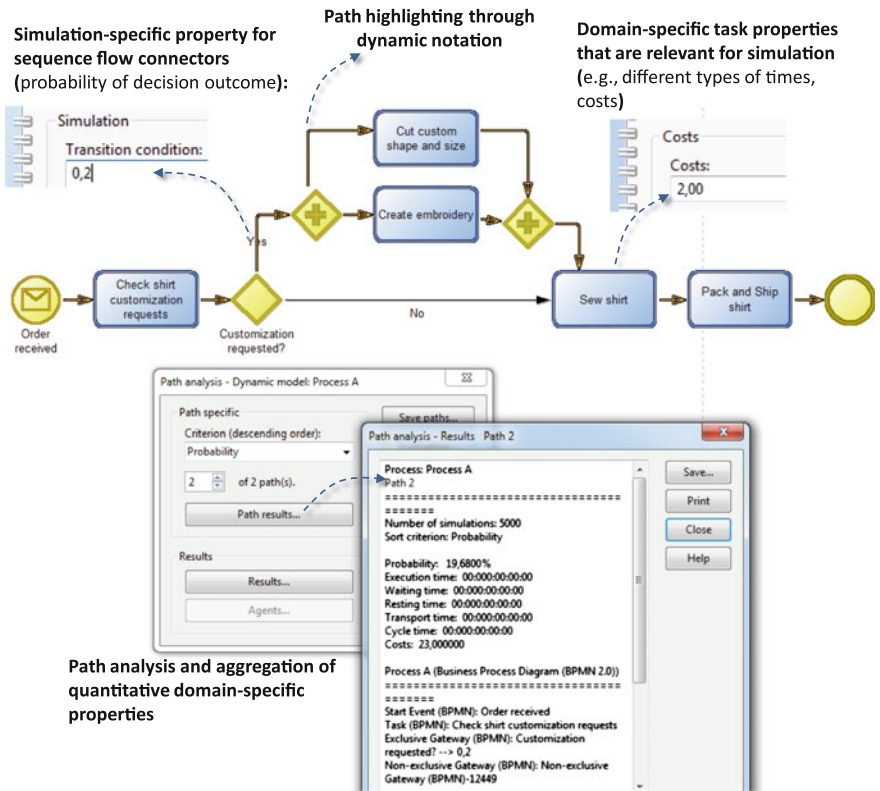 Simulation-specific property for
sequence flow connectors
(probability of decision outcome):
Path highlighting through
dynamic notation
Domain-specific task properties
that are relevant for simulation
(e.g., different types of times,
costs)
Simulation
Transition condition:
0,2
Costs
Costs:
2,00
Cut custom
shape and size
Create embroidery
Yes
Check shirt
customization
requests
Sew shirt
Pack and Ship
shirt
No
Order
received
Customization
requested?
Path analysis - Dynamic model: Process A
Path specific
Criterion (descending order):
Probability
2 of 2 path(s).
Path results...
Save paths...
Results
Results...
Agents...
Path analysis and aggregation of
quantitative domain-specific
properties
Path analysis - Results Path 2
Process: Process A
Path 2
==================================
=======
Number of simulations: 5000
Sort criterion: Probability
Probability: 19,6800%
Execution time: 00:000:00:00:00
Waiting time: 00:000:00:00:00
Resting time: 00:000:00:00:00
Transport time: 00:000:00:00:00
Cycle time: 00:000:00:00:00
Costs: 23,000000
Process A (Business Process Diagram (BPMN 2.0))
==================================
=======
Start Event (BPMN): Order received
Task (BPMN): Check shirt customization requests
Exclusive Gateway (BPMN): Customization
requested? --> 0,2
Non-exclusive Gateway (BPMN): Non-exclusive
Gateway (BPMN)-12449
Save...
Print
Close
Help